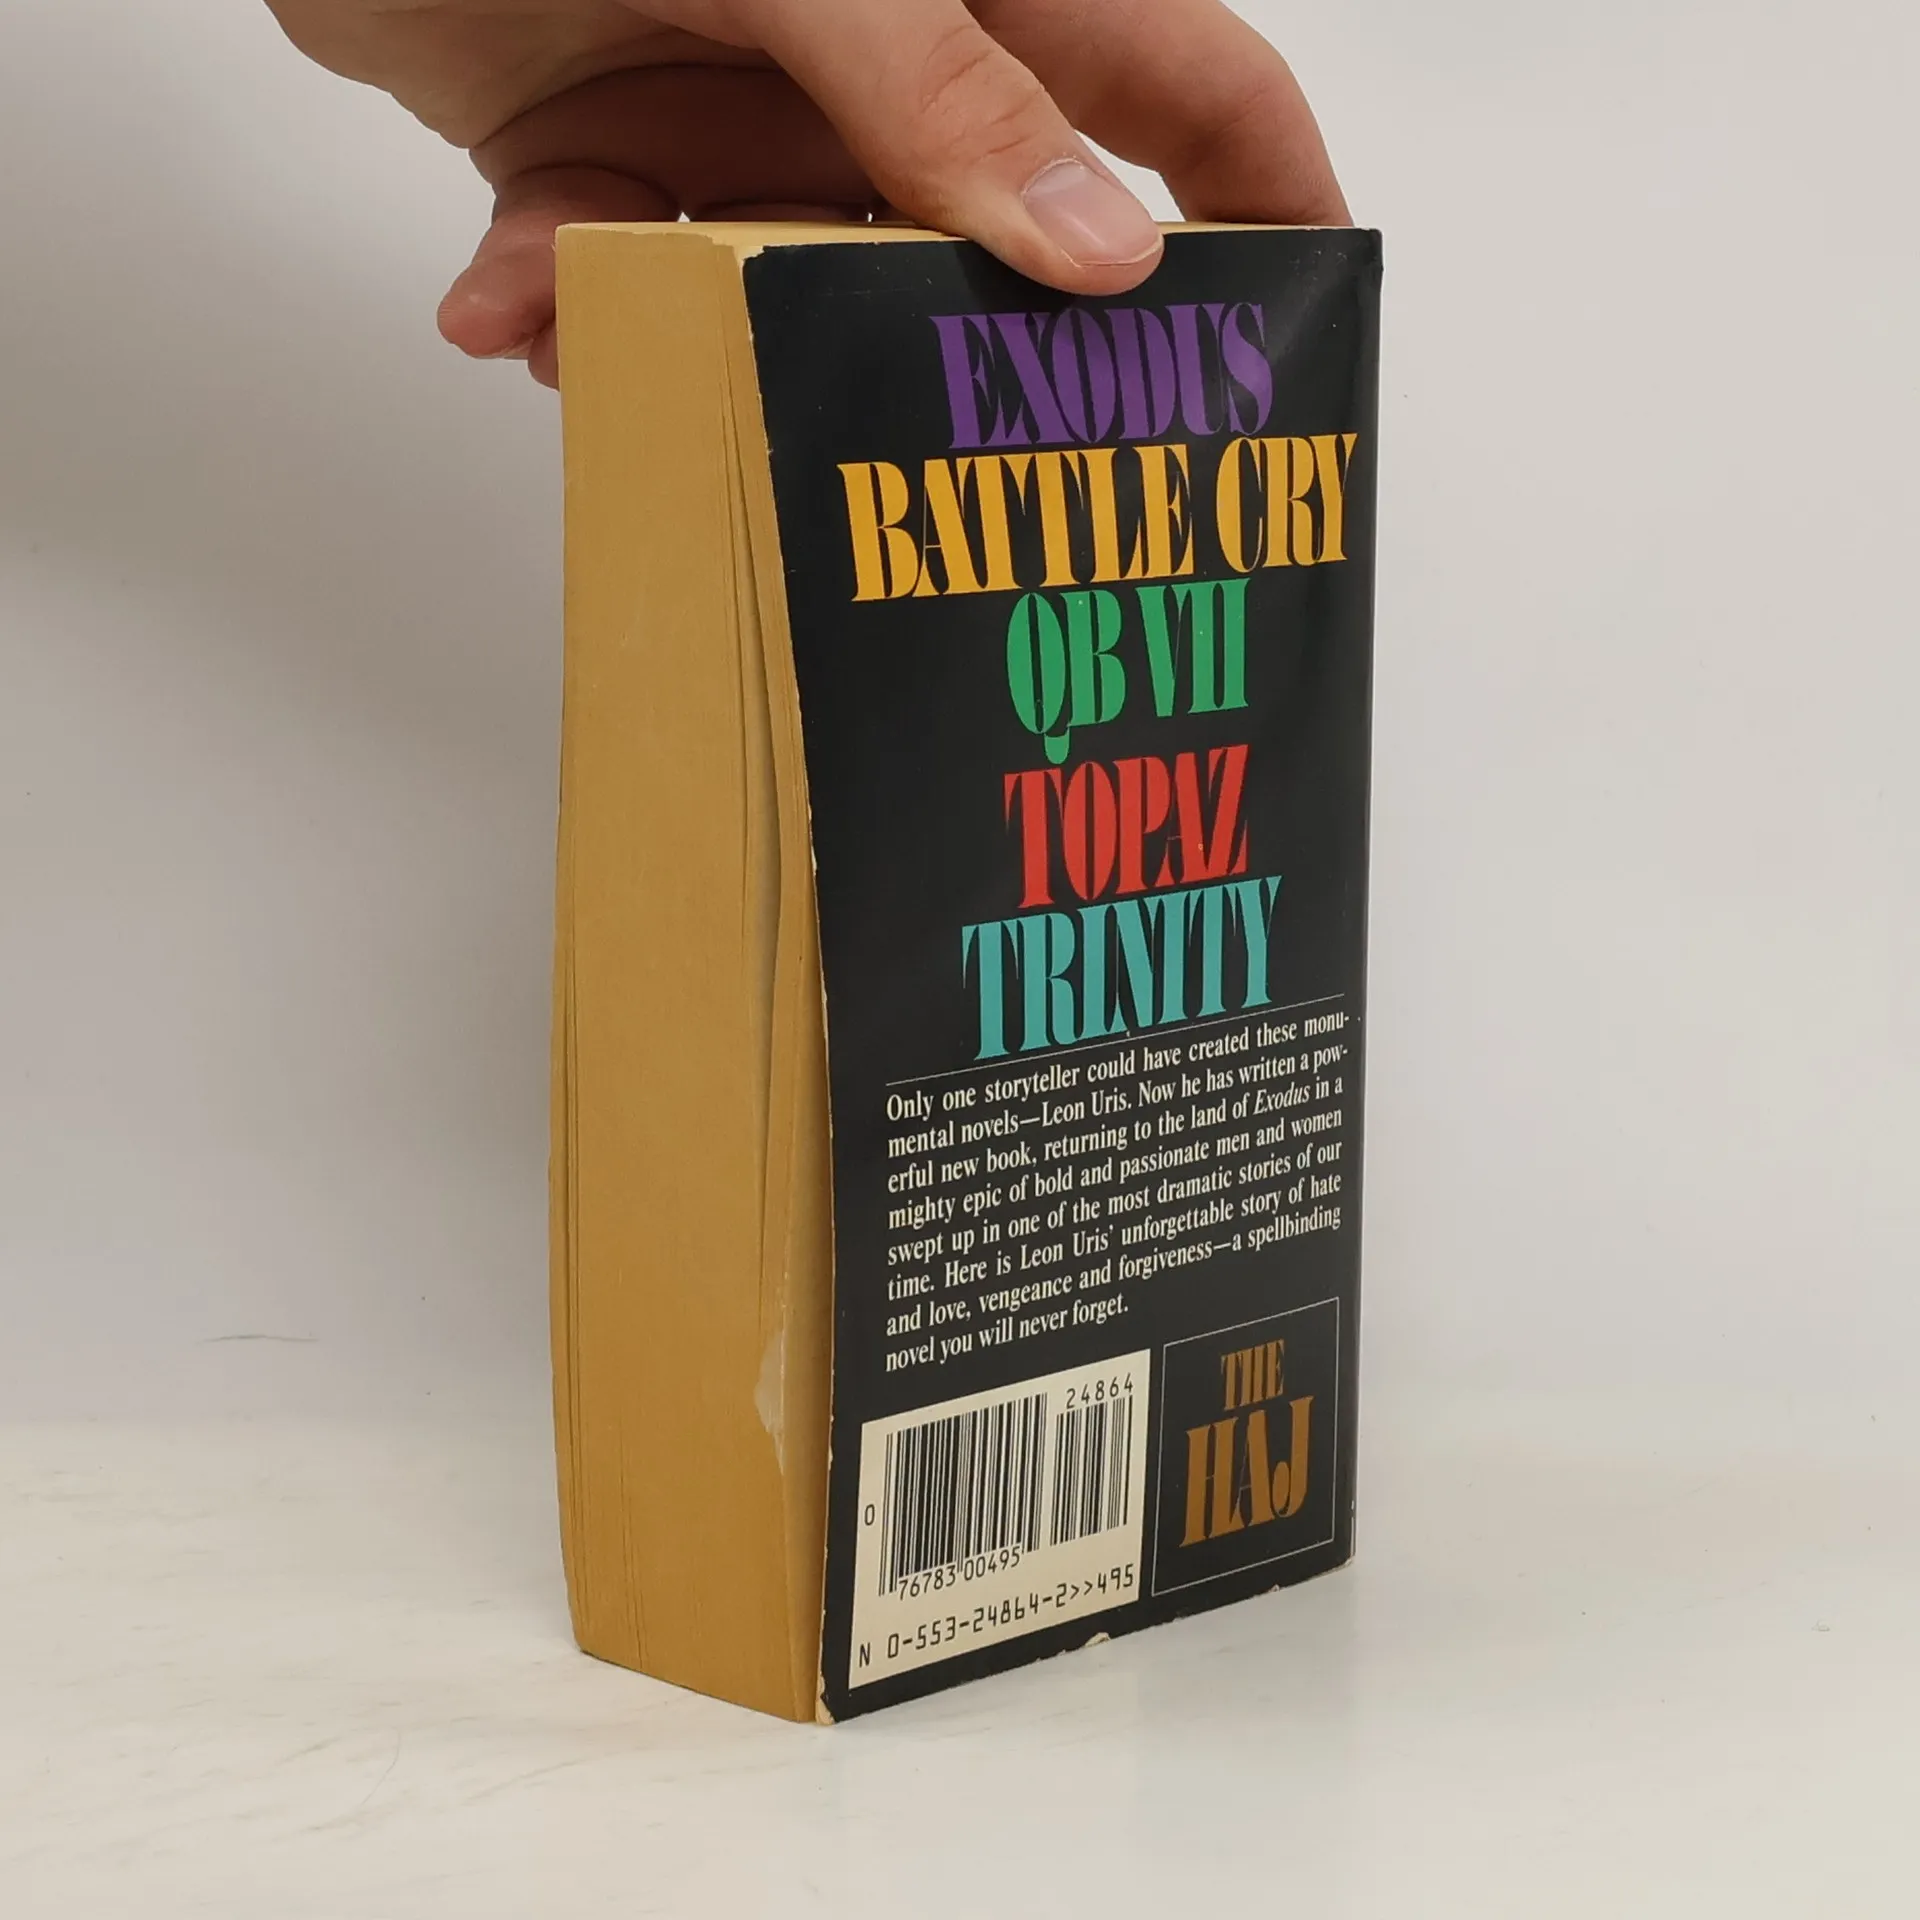 EXODUS
BATTLE CRY
QB VII
TOPAZ
TRINITY
Only one storyteller could have created these monu-
mental novels—Leon Uris. Now he has written a pow-
erful new book, returning to the land of Exodus in a
mighty epic of bold and passionate men and women
swept up in one of the most dramatic stories of our
time. Here is Leon Uris' unforgettable story of hate
and love, vengeance and forgiveness—a spellbinding
novel you will never forget.
THE
HAJ
24864
0
76783 00495
N 0-553-24864-2>>495